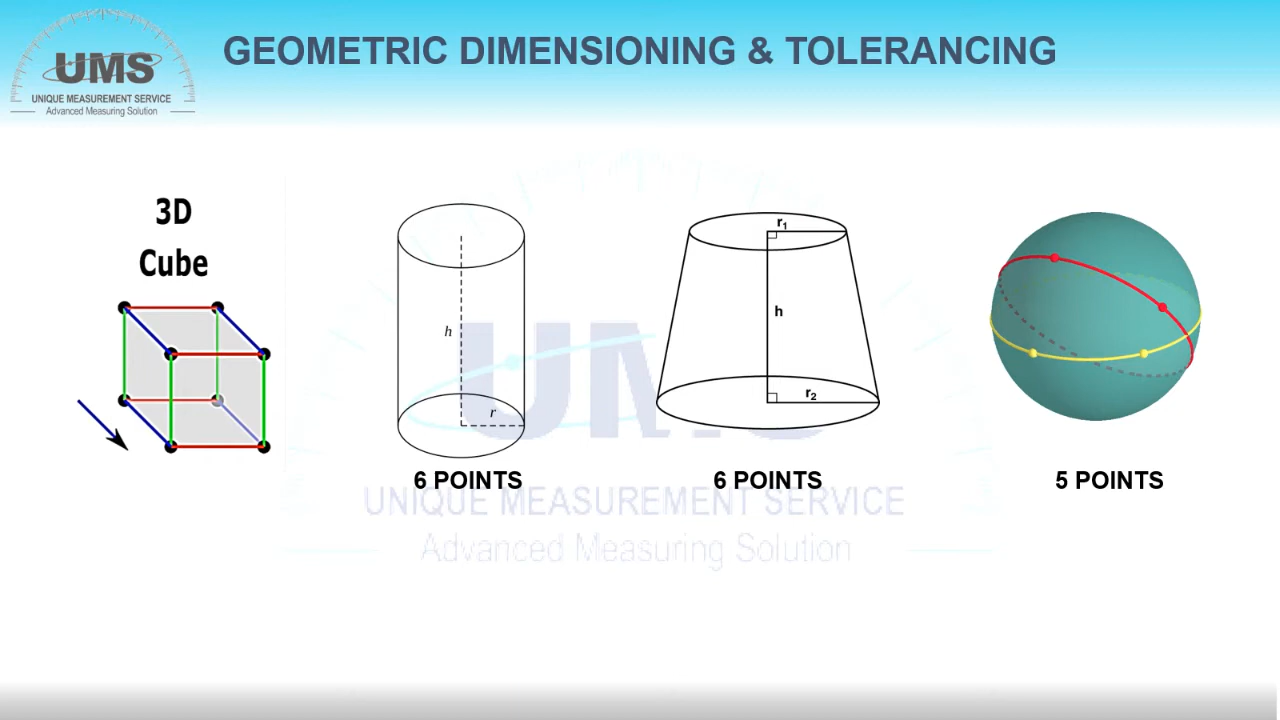 UMS
UNIQUE MEASUREMENT SERVICE
Advanced Measuring Solution
GEOMETRIC DIMENSIONING & TOLERANCING
3D
Cube
h
r
6 POINTS
r1
h
r2
6 POINTS
5 POINTS
UMS
UNIQUE MEASUREMENT SERVICE
Advanced Measuring Solution